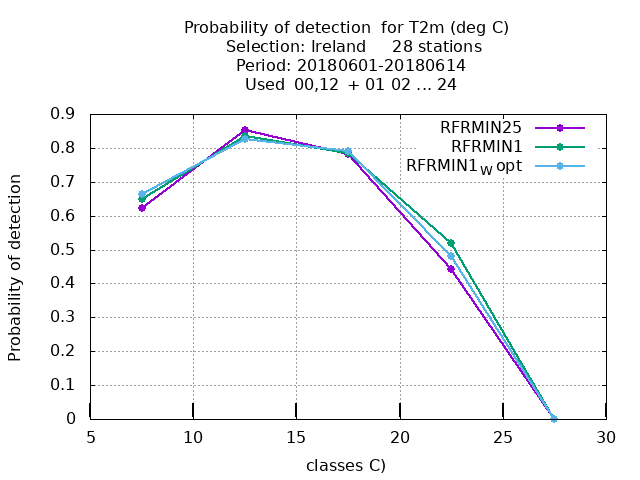 Probability of detection  for T2m (deg C)
Selection: Ireland     28 stations
Period: 20180601-20180614
Used  00,12  + 01 02 ... 24
RFRMIN25
RFRMIN1
RFRMIN1W opt
Probability of detection
0.9
0.8
0.7
0.6
0.5
0.4
0.3
0.2
0.1
0
5 10 15 20 25 30
classes C)